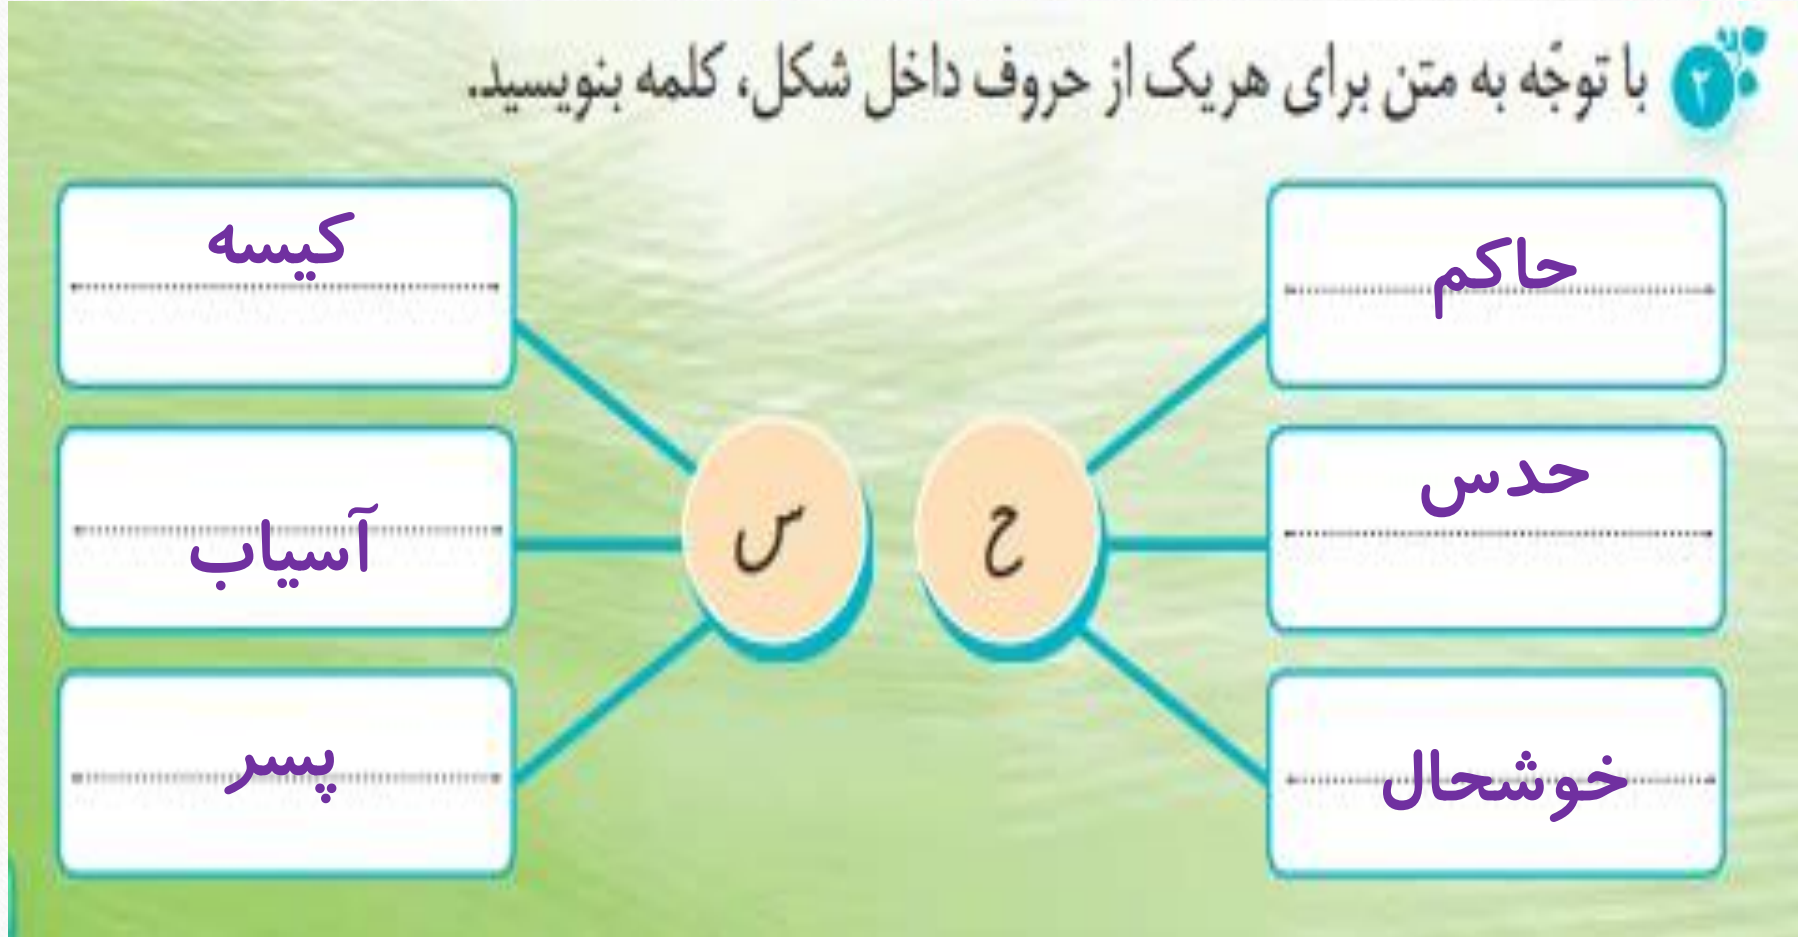 ۲ با توجّه به متن برای هریک از حروف داخل شکل، کلمه بنویسید.
حاکم
حدس
خوشحال
ح
س
کیسه
آسیاب
پسر